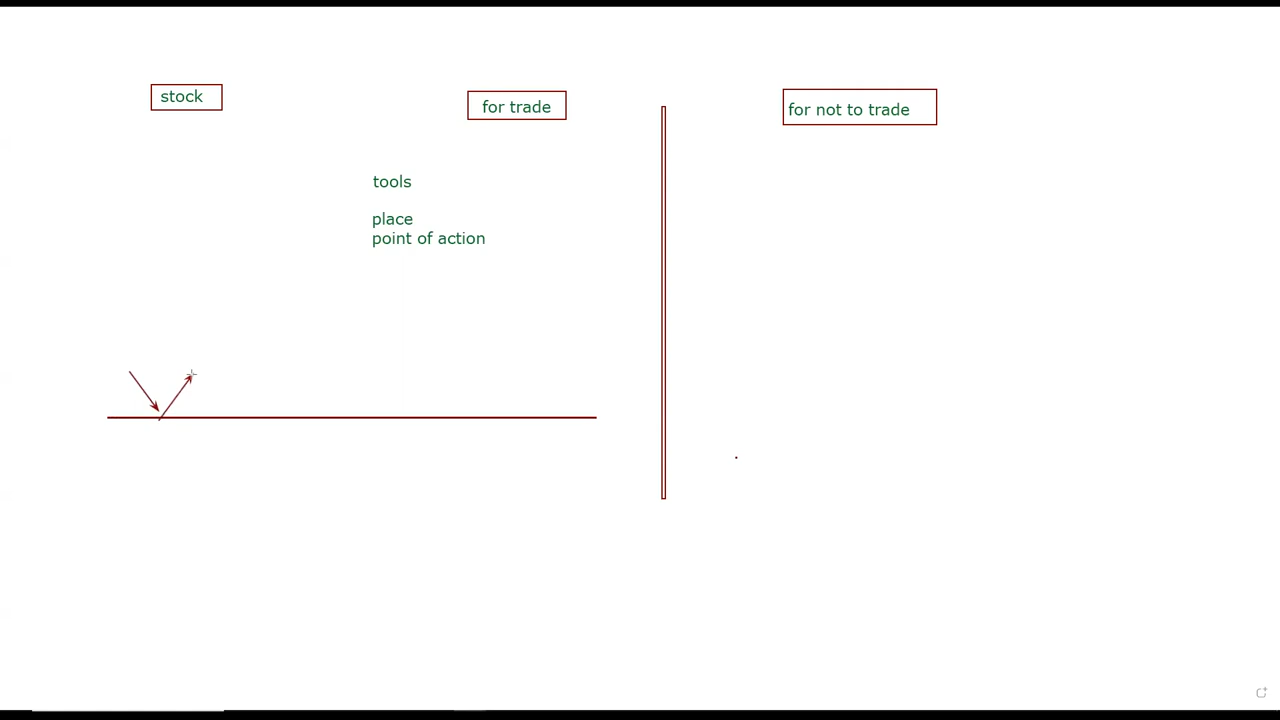 stock
for trade
for not to trade
tools
place
point of action